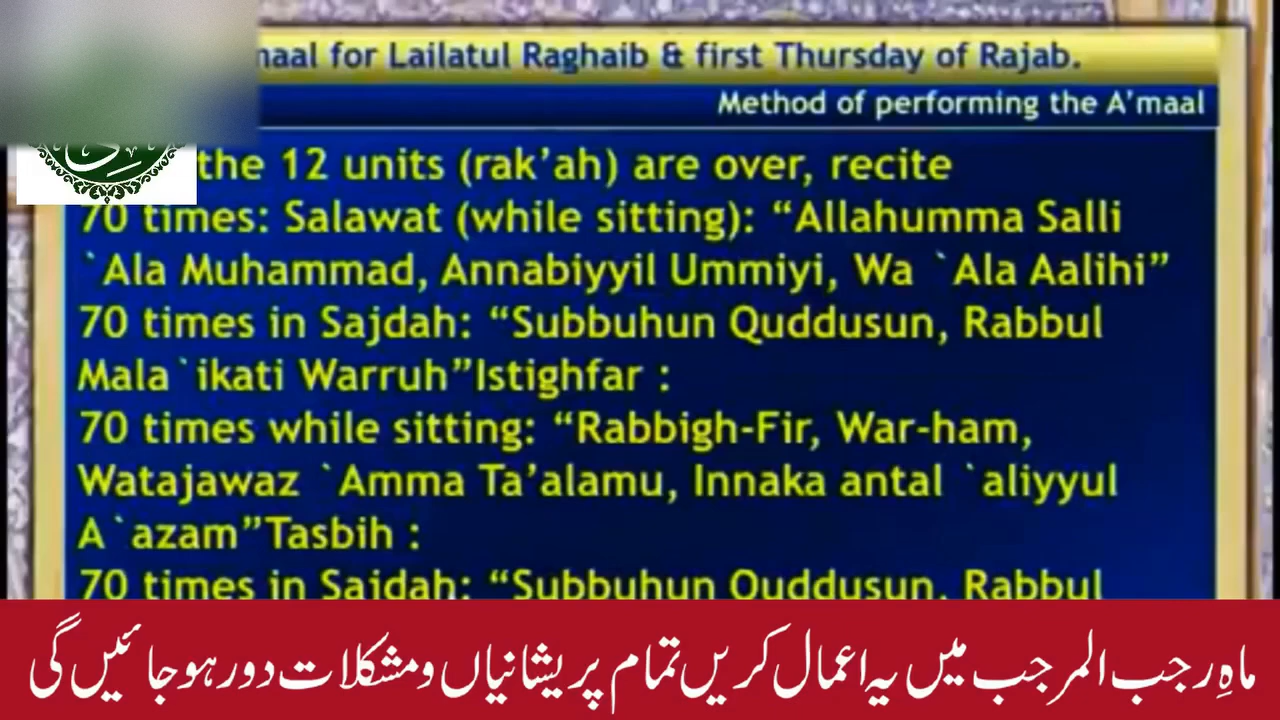 for Lailatul Raghaib & first Thursday of Rajab.
Method of performing the A’maal
the 12 units (rak’ah) are over, recite
70 times: Salawat (while sitting): “Allahumma Salli
`Ala Muhammad, Annabiyyil Ummiyi, Wa `Ala Aalihi”
70 times in Sajdah: “Subbuhun Quddusun, Rabbul
Mala`ikati Warruh”Istighfar :
70 times while sitting: “Rabbigh-Fir, War-ham,
Watajawaz `Amma Ta’alamu, Innaka antal `aliyyul
A`azam”Tasbih :
70 times in Sajdah: “Subbuhun Quddusun, Rabbul
ماہِ رجب المرجب میں یہ اعمال کریں تمام پریشانیاں و مشکلات دور ہو جائیں گی